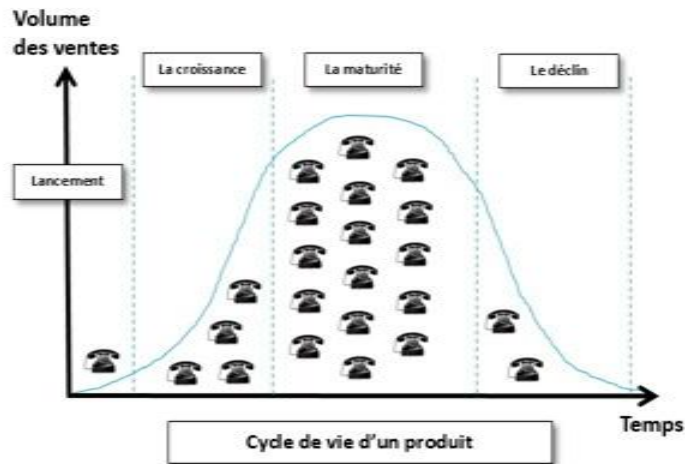 Volume
des ventes
La croissance
La maturité
Le déclin
Lancement
Temps
Cycle de vie d'un produit